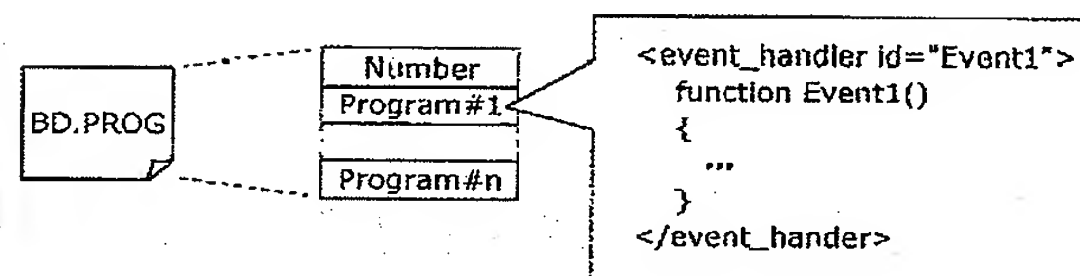 BD.PROG
Number
Program#1
Program#n
<event_handler id="Event1">
function Event1()
{
...
}
</event_hander>